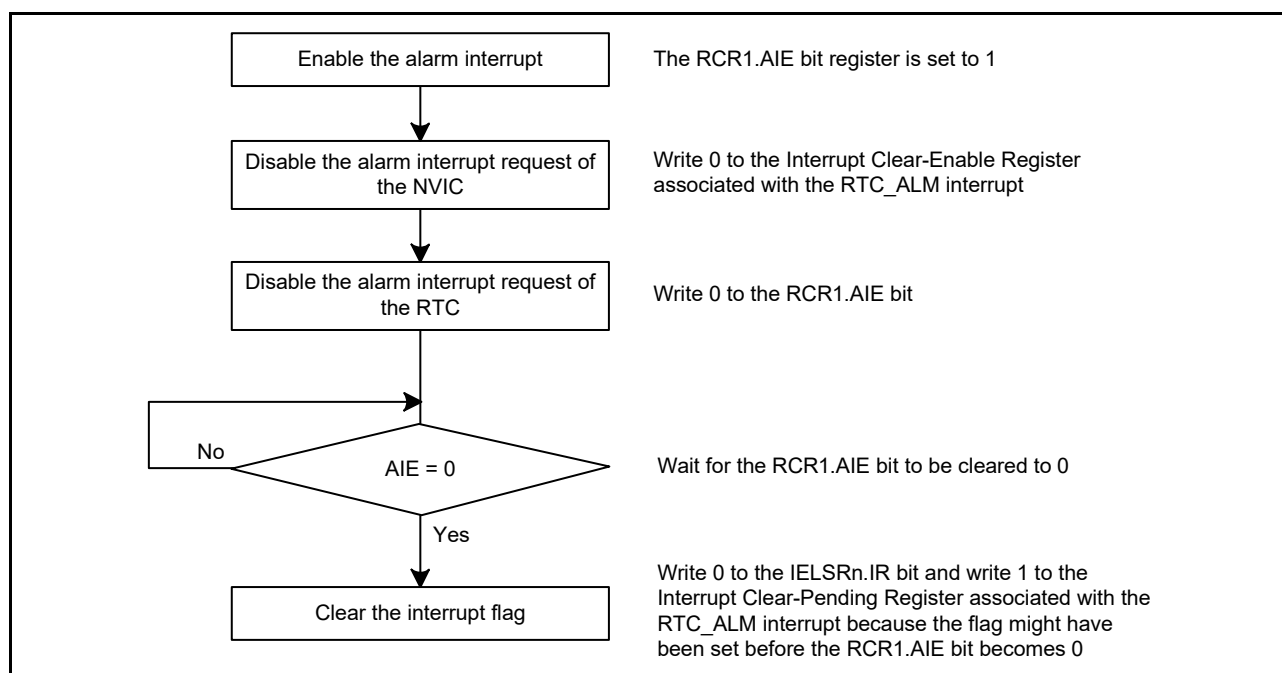 Enable the alarm interrupt
The RCR1.AIE bit register is set to 1
Disable the alarm interrupt request of
the NVIC
Write 0 to the Interrupt Clear-Enable Register
associated with the RTC_ALM interrupt
Disable the alarm interrupt request of
the RTC
Write 0 to the RCR1.AIE bit
No
AIE = 0
Wait for the RCR1.AIE bit to be cleared to 0
Yes
Clear the interrupt flag
Write 0 to the IELSRn.IR bit and write 1 to the
Interrupt Clear-Pending Register associated with the
RTC_ALM interrupt because the flag might have
been set before the RCR1.AIE bit becomes 0